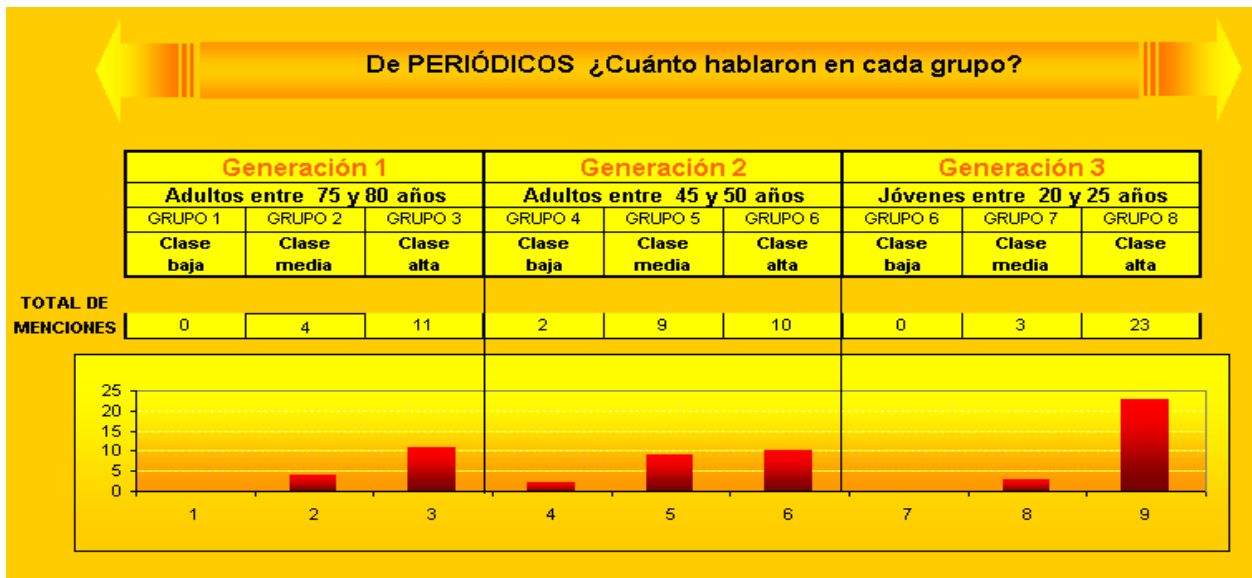 De PERIÓDICOS ¿Cuánto hablaron en cada grupo?
Generación 1 Generación 2 Generación 3
Adultos entre 75 y 80 años Adultos entre 45 y 50 años Jóvenes entre 20 y 25 años
GRUPO 1 GRUPO 2 GRUPO 3 GRUPO 4 GRUPO 5 GRUPO 6 GRUPO 6 GRUPO 7 GRUPO 8
Clase Clase Clase Clase Clase Clase Clase Clase Clase
baja media alta baja media alta baja media alta
TOTAL DE
MENCIONES 0 4 11 2 9 10 0 3 23
25
20
15
10
5
0
1 2 3 4 5 6 7 8 9